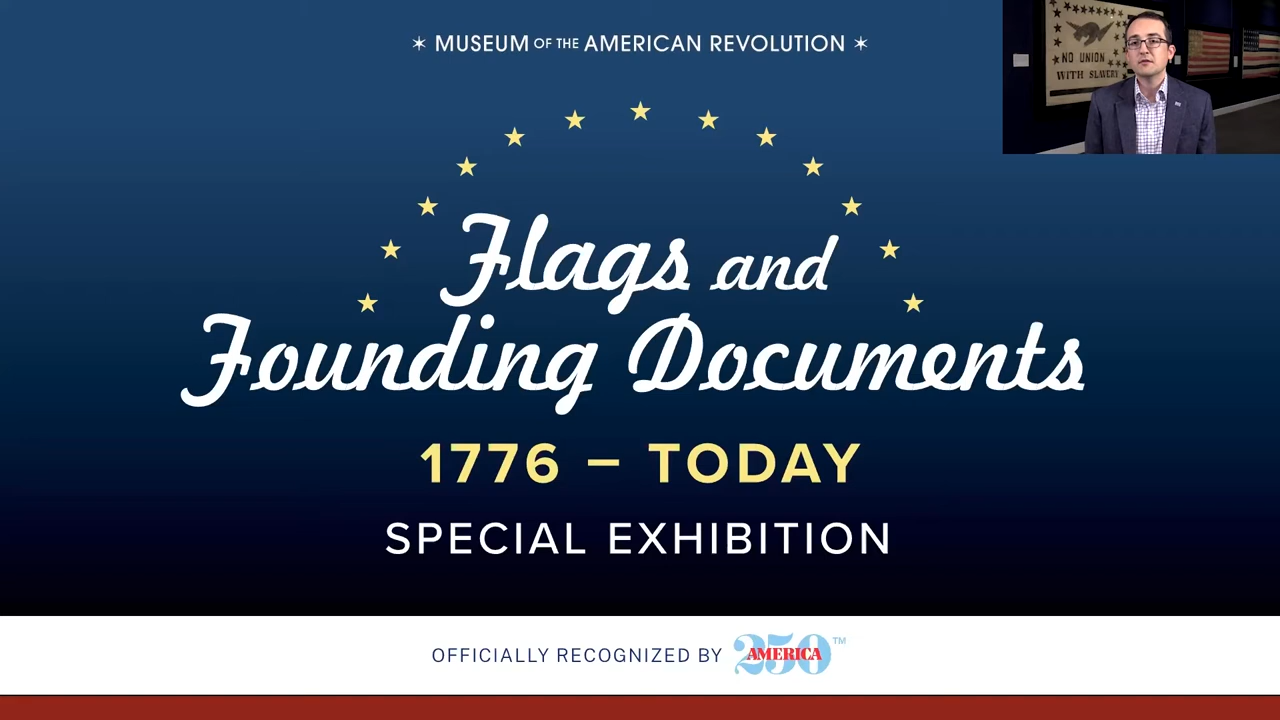 MUSEUM OF THE AMERICAN REVOLUTION
NO UNION
WITH SLAVERY
Flags and
Founding Documents
1776 – TODAY
SPECIAL EXHIBITION
OFFICIALLY RECOGNIZED BY
250™
AMERICA